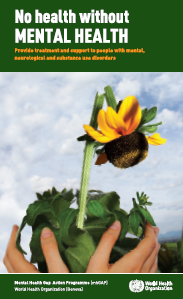 No health without
MENTAL HEALTH
Provide treatment and support to people with mental,
neurological and substance use disorders
Mental Health Gap Action Programme (mhGAP)
World Health Organization (Geneva)
World Health
Organization